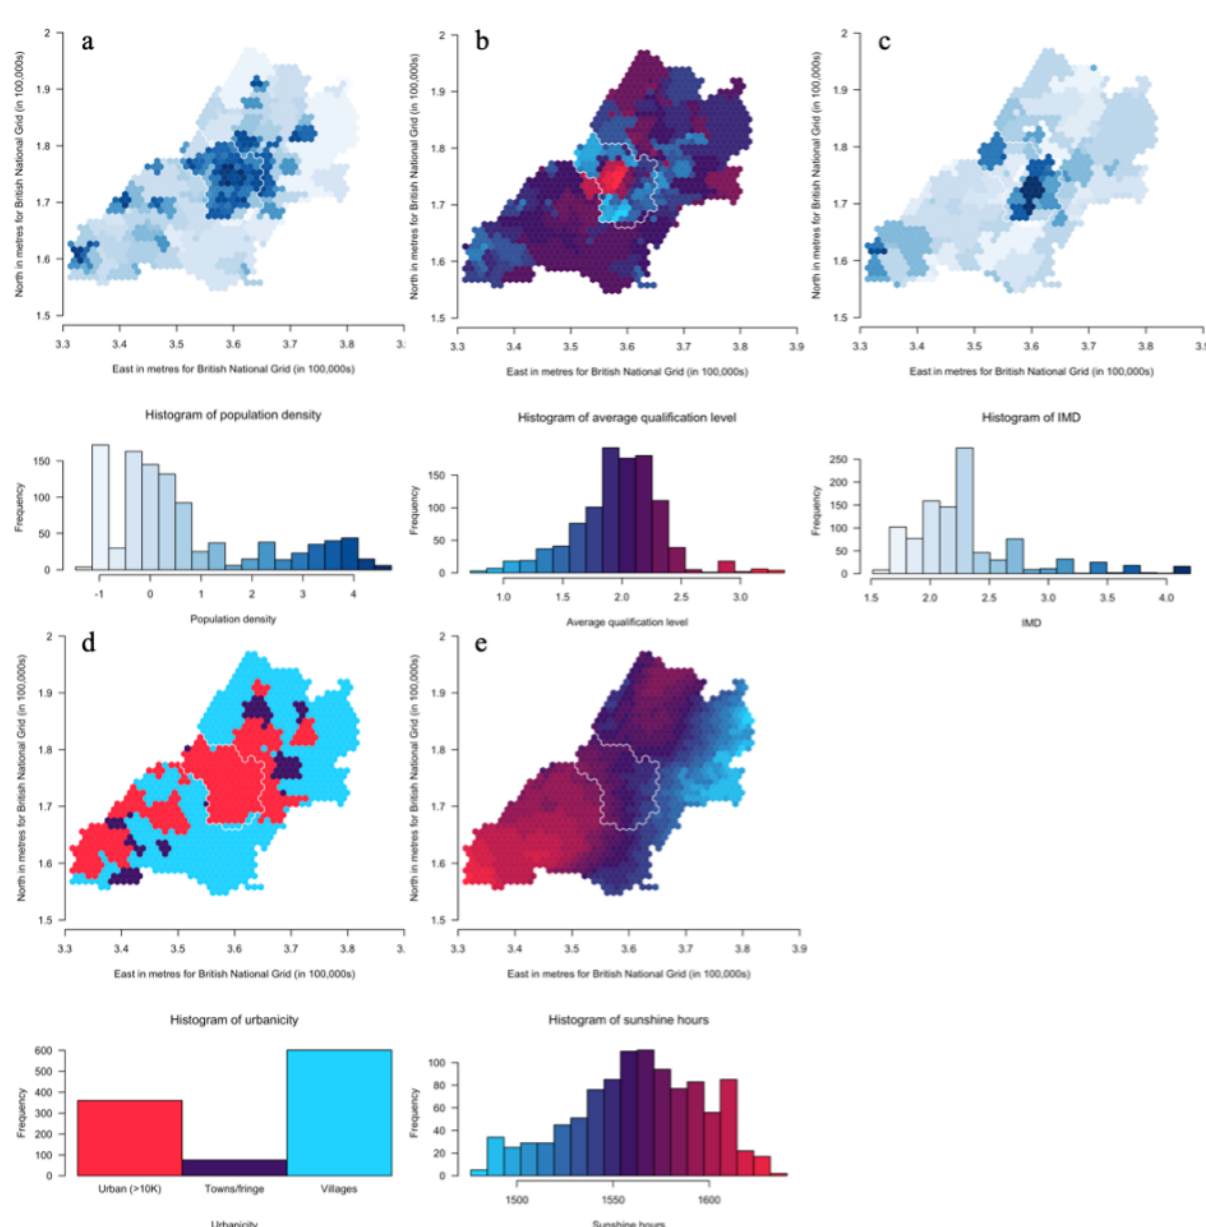 a
2
1.9
1.8
1.7
1.6
1.5
North in metres for British National Grid (in 100,000s)
3.3 3.4 3.5 3.6 3.7 3.8 3.
East in metres for British National Grid (in 100,000s)
b
2
1.9
1.8
1.7
1.6
1.5
North in metres for British National Grid (in 100,000s)
3.3 3.4 3.5 3.6 3.7 3.8 3.9
East in metres for British National Grid (in 100,000s)
c
2
1.9
1.8
1.7
1.6
1.5
North in metres for British National Grid (in 100,000s)
3.3 3.4 3.5 3.6 3.7 3.8 3.9
East in metres for British National Grid (in 100,000s)
Histogram of population density
150
100
50
0
Frequency
-1 0 1 2 3 4
Population density
Histogram of average qualification level
150
100
50
0
Frequency
1.0 1.5 2.0 2.5 3.0
Average qualification level
Histogram of IMD
250
200
150
100
50
0
Frequency
1.5 2.0 2.5 3.0 3.5 4.0
IMD
d
2
1.9
1.8
1.7
1.6
1.5
North in metres for British National Grid (in 100,000s)
3.3 3.4 3.5 3.6 3.7 3.8 3.
East in metres for British National Grid (in 100,000s)
e
2
1.9
1.8
1.7
1.6
1.5
North in metres for British National Grid (in 100,000s)
3.3 3.4 3.5 3.6 3.7 3.8 3.9
East in metres for British National Grid (in 100,000s)
Histogram of urbanicity
600
500
400
300
200
100
0
Frequency
Urban (>10K) Towns/fringe Villages
Urbanicity
Histogram of sunshine hours
100
80
60
40
20
0
Frequency
1500 1550 1600
Sunshine hours